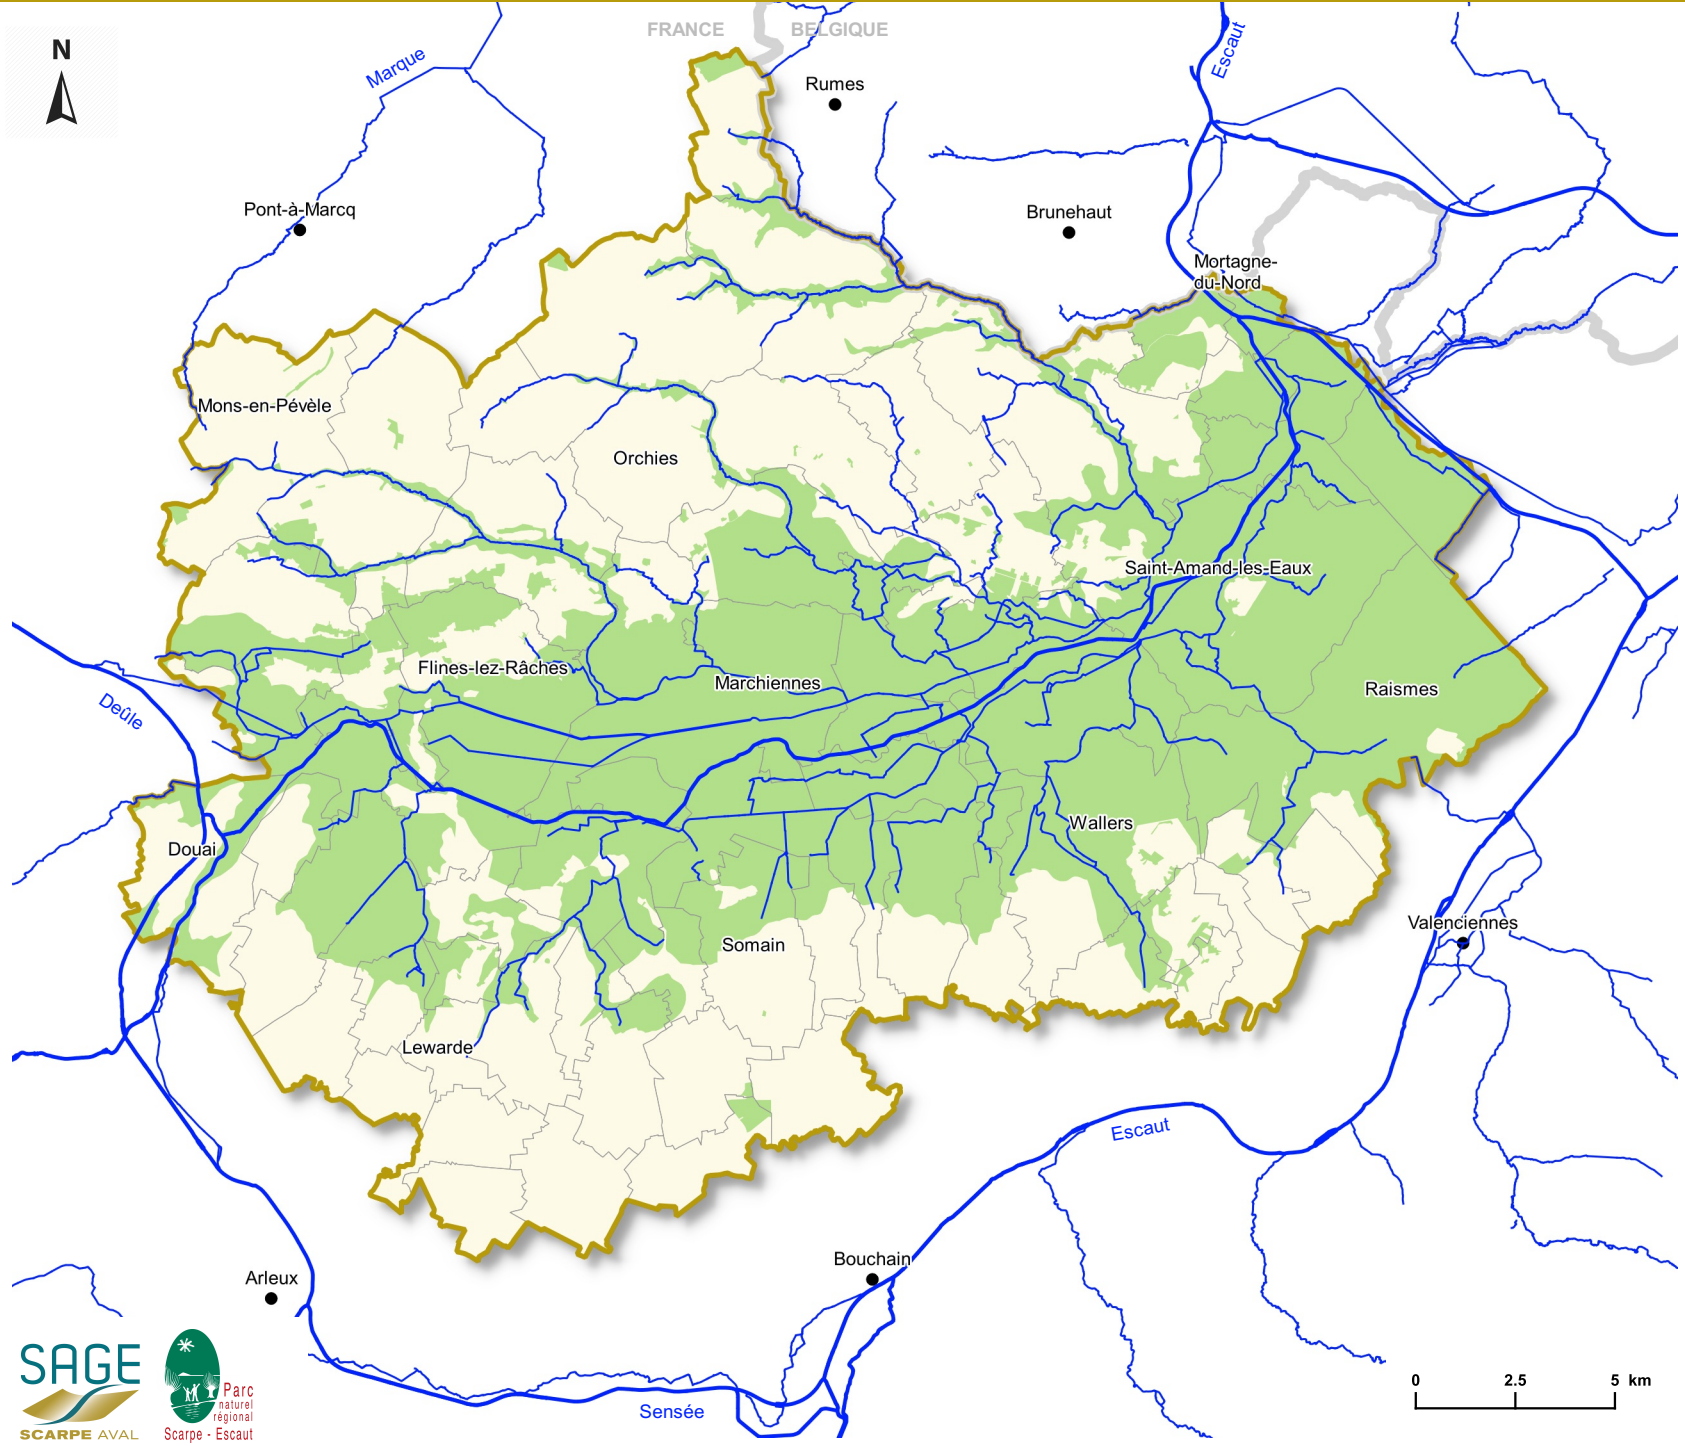 FRANCE
BELGIQUE
N
Marque
Escaut
Rumes
Pont-à-Marcq
Brunehaut
Mortagne-
du-Nord
Mons-en-Pévèle
Orchies
Saint-Amand-les-Eaux
Flines-lez-Râches
Marchiennes
Raismes
Deûle
Wallers
Douai
Valenciennes
Somain
Lewarde
Escaut
Bouchain
Arleux
SAGE
SCARPE AVAL
Parc
naturel
régional
Scarpe - Escaut
Sensée
0 2.5 5 km